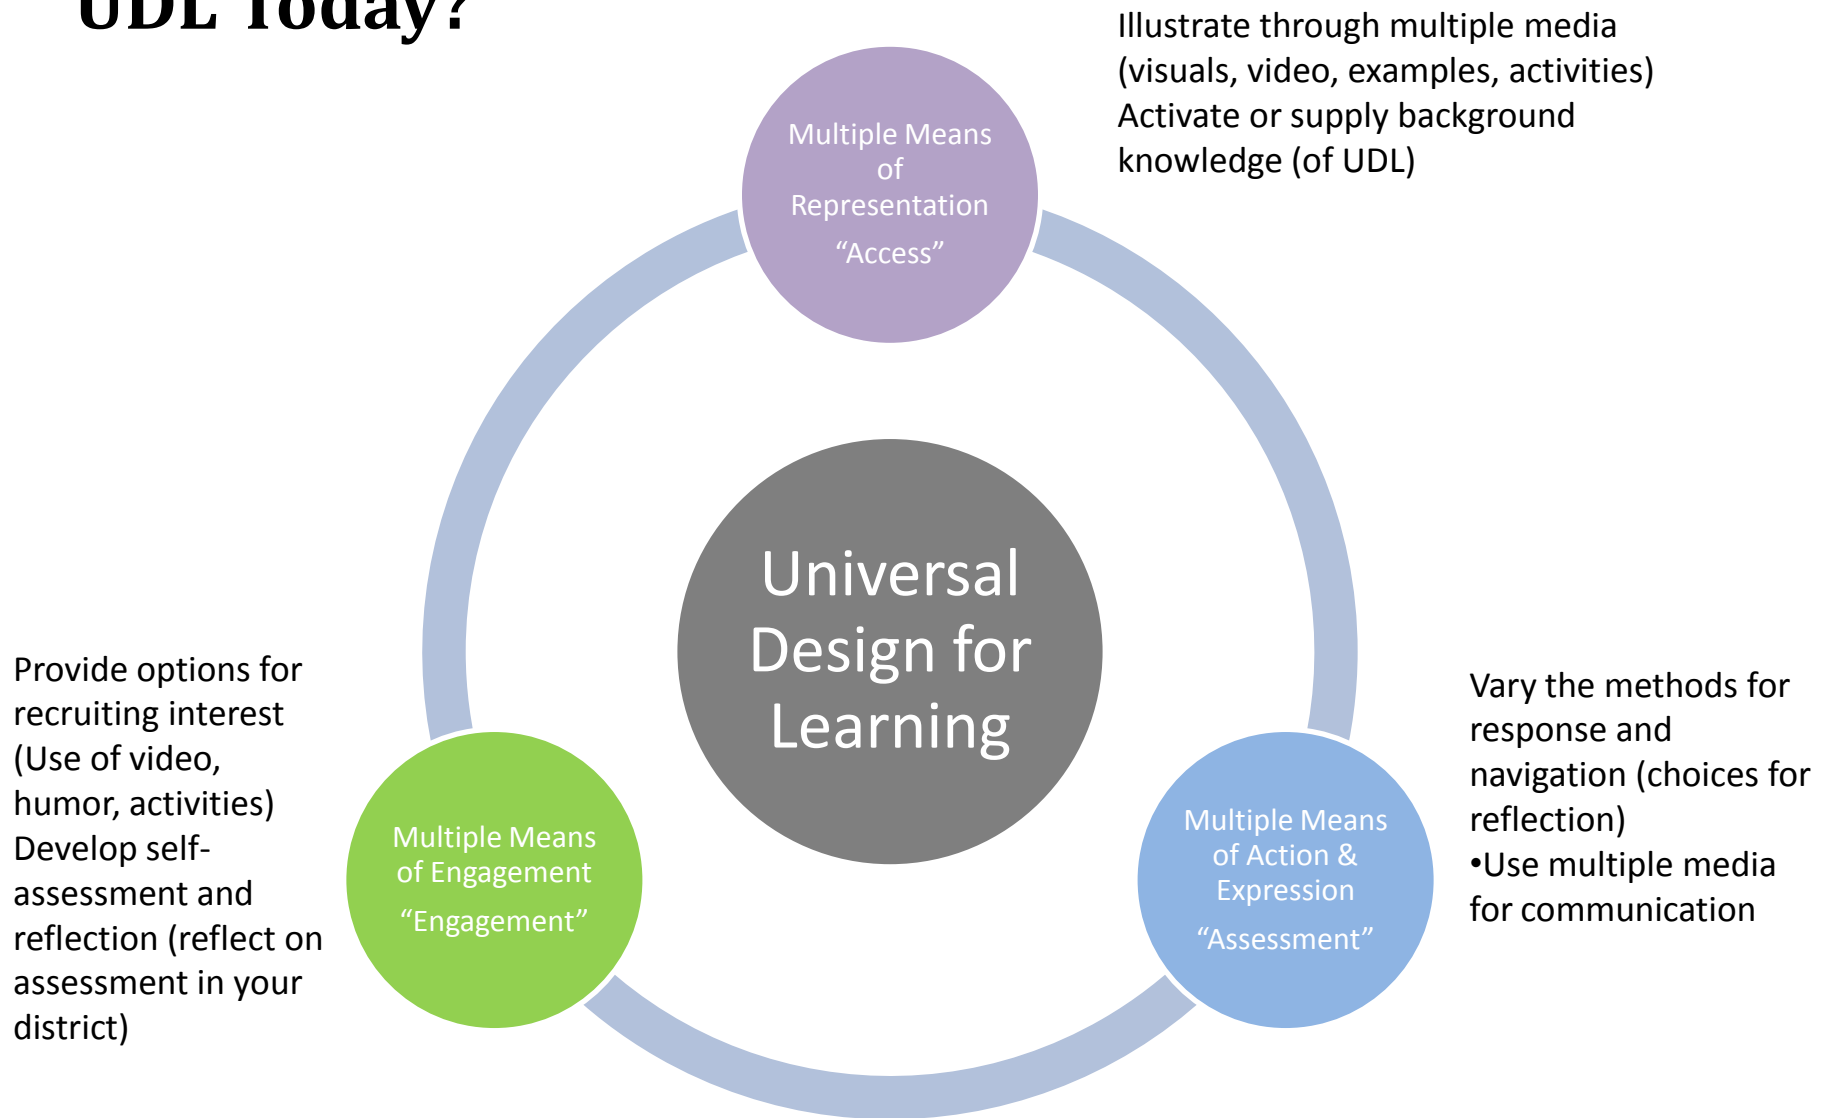 UDL Today?
Illustrate through multiple media
(visuals, video, examples, activities)
Activate or supply background
knowledge (of UDL)
Multiple Means
of
Representation
“Access”
Universal
Design for
Learning
Provide options for
recruiting interest
(Use of video,
humor, activities)
Develop self-
assessment and
reflection (reflect on
assessment in your
district)
Multiple Means
of Engagement
“Engagement”
Multiple Means
of Action &
Expression
“Assessment”
Vary the methods for
response and
navigation (choices for
reflection)
•Use multiple media
for communication